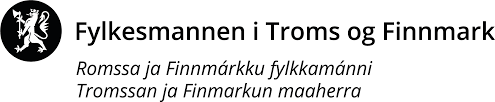 Fylkesmannen i Troms og Finnmark
Romssa ja Finnmárkku fylkkamánni
Tromssan ja Finmarkun maaherra